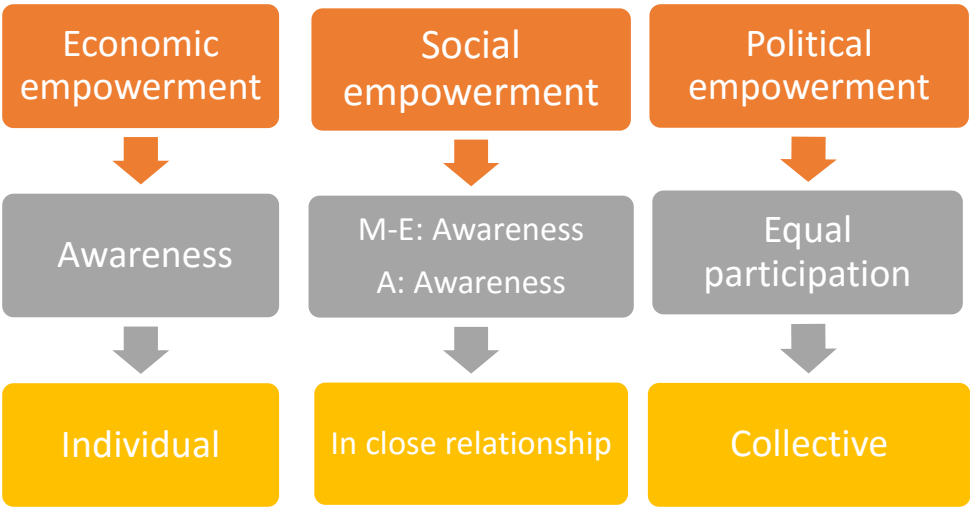 Economic
empowerment
Social
empowerment
Political
empowerment
Awareness
M-E: Awareness
A: Awareness
Equal
participation
Individual
In close relationship
Collective